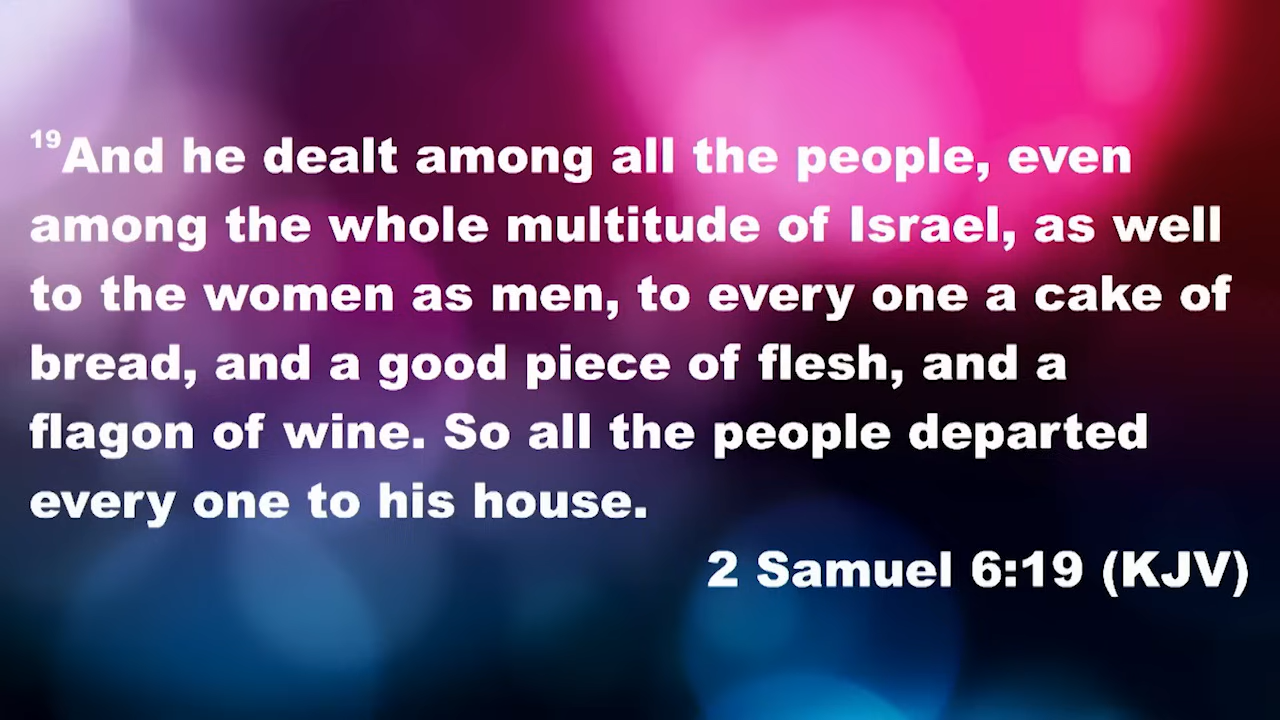 19And he dealt among all the people, even
among the whole multitude of Israel, as well
to the women as men, to every one a cake of
bread, and a good piece of flesh, and a
flagon of wine. So all the people departed
every one to his house.
2 Samuel 6:19 (KJV)